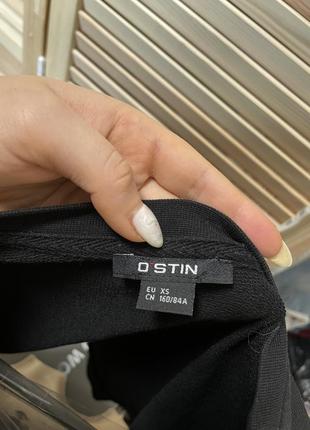 O'STIN
EU XS
CN 160/84A